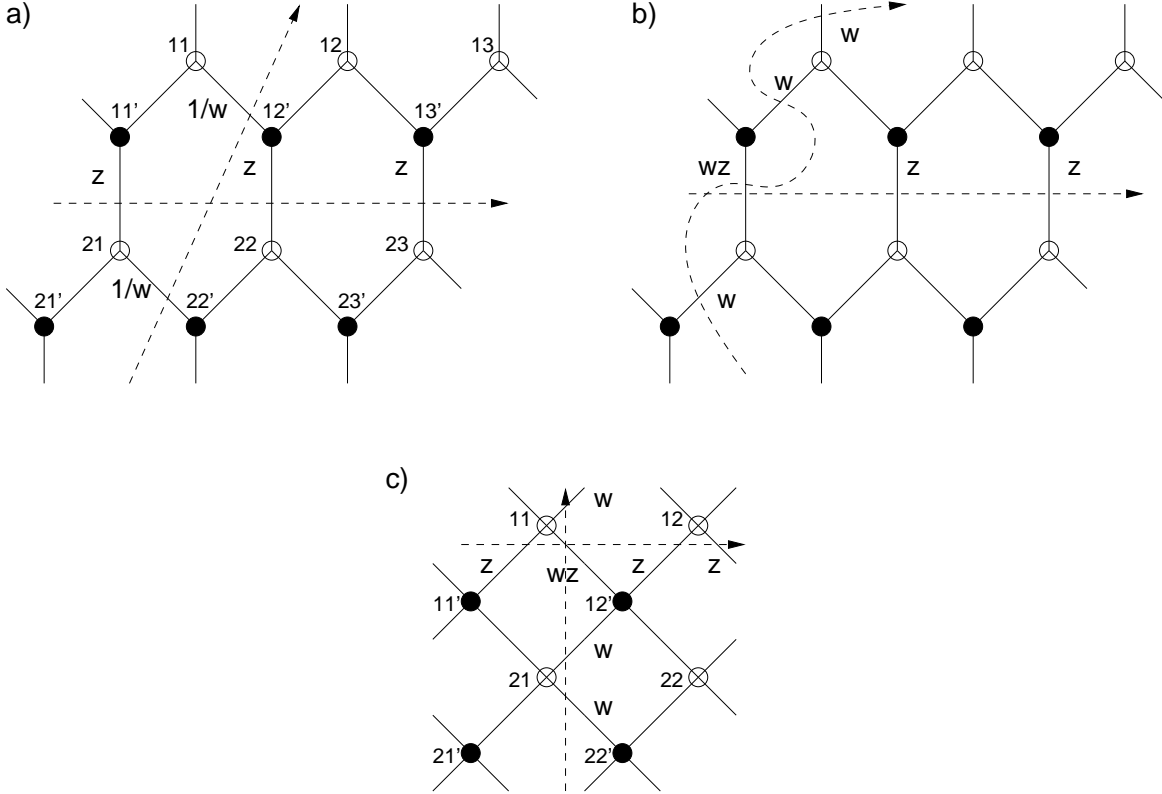 a)
11 12 13
1/w
11' 12' 13'
z z z
21 22 23
1/w
21' 22' 23'
b)
w
w
wz z z
w
c)
w
11 12
z wz z z
11' 12'
w
21 22
w
21' 22'